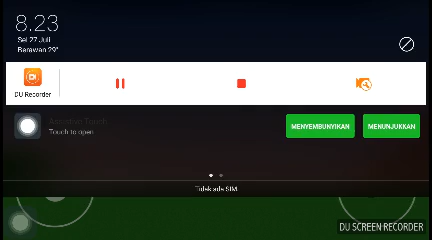 8.23
Sel 27 Juli
Berawan 29°
DU Recorder
Assistive Touch
Touch to open
MENYEMBUNYIKAN
MENUNJUKKAN
Tidak ada SIM.
DU SCREEN RECORDER